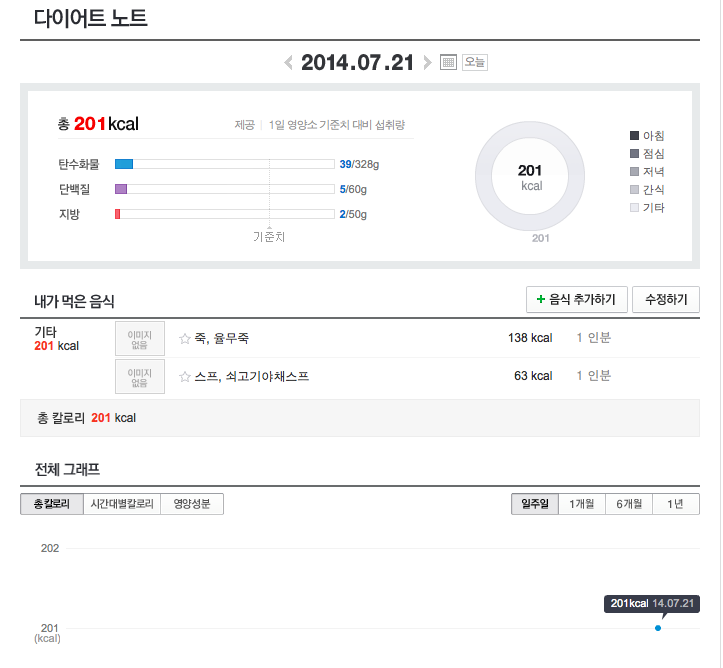 다이어트 노트
2014.07.21 오늘
총 201kcal 제공 | 1일 영양소 기준치 대비 섭취량
탄수화물 39/328g
단백질 5/60g
지방 2/50g
기준치
201
kcal
201
아침
점심
저녁
간식
기타
내가 먹은 음식 + 음식 추가하기 수정하기
기타
201 kcal
이미지
없음
죽, 율무죽 138 kcal 1 인분
이미지
없음
스프, 쇠고기야채스프 63 kcal 1 인분
총 칼로리 201 kcal
전체 그래프
총칼로리 시간대별칼로리 영양성분 일주일 1개월 6개월 1년
202
201kcal 14.07.21
201
(kcal)